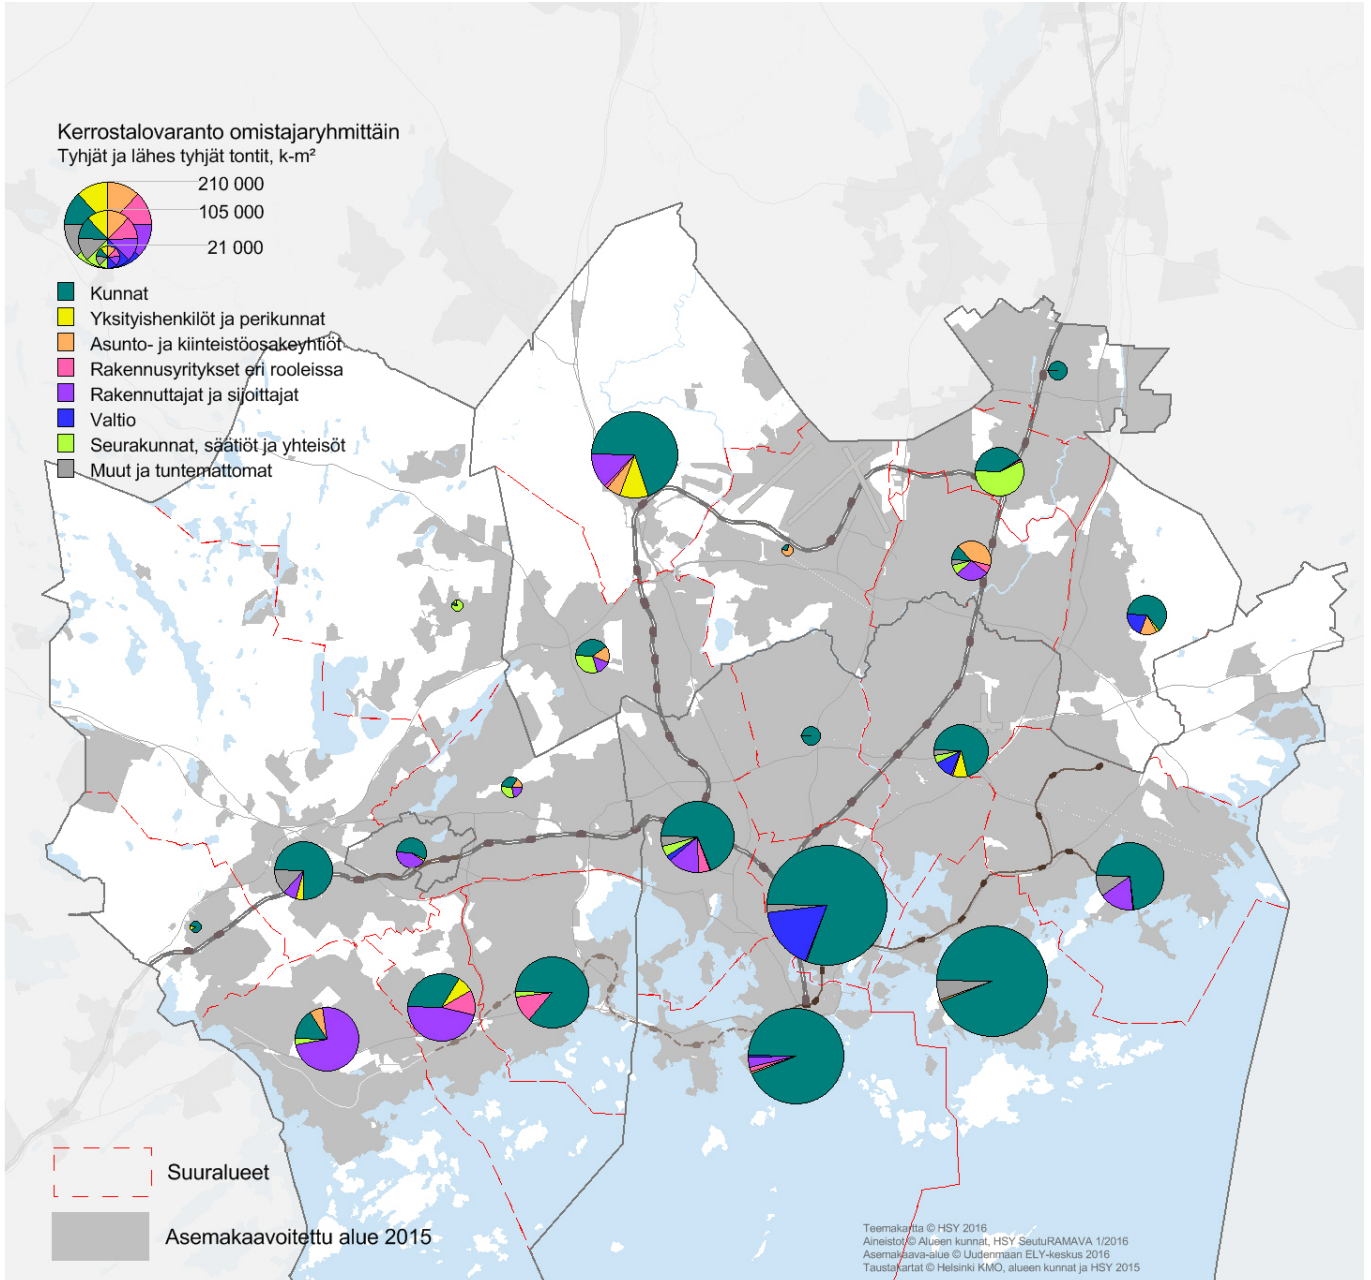 Kerrostalovaranto omistajaryhmittäin
Tyhjät ja lähes tyhjät tontit, k-m²
210 000
105 000
21 000
Kunnat
Yksityishenkilöt ja perikunnat
Asunto- ja kiinteistöosakeyhtiöt
Rakennusyritykset eri rooleissa
Rakennuttajat ja sijoittajat
Valtio
Seurakunnat, säätiöt ja yhteisöt
Muut ja tuntemattomat
Suuralueet
Asemakaavoitettu alue 2015
Teemakartta © HSY 2016
Aineistot © Alueen kunnat, HSY SeutuRAMAVA 1/2016
Asemakaava-alue © Uudenmaan ELY-keskus 2016
Taustakartat © Helsinki KMO, alueen kunnat ja HSY 2015